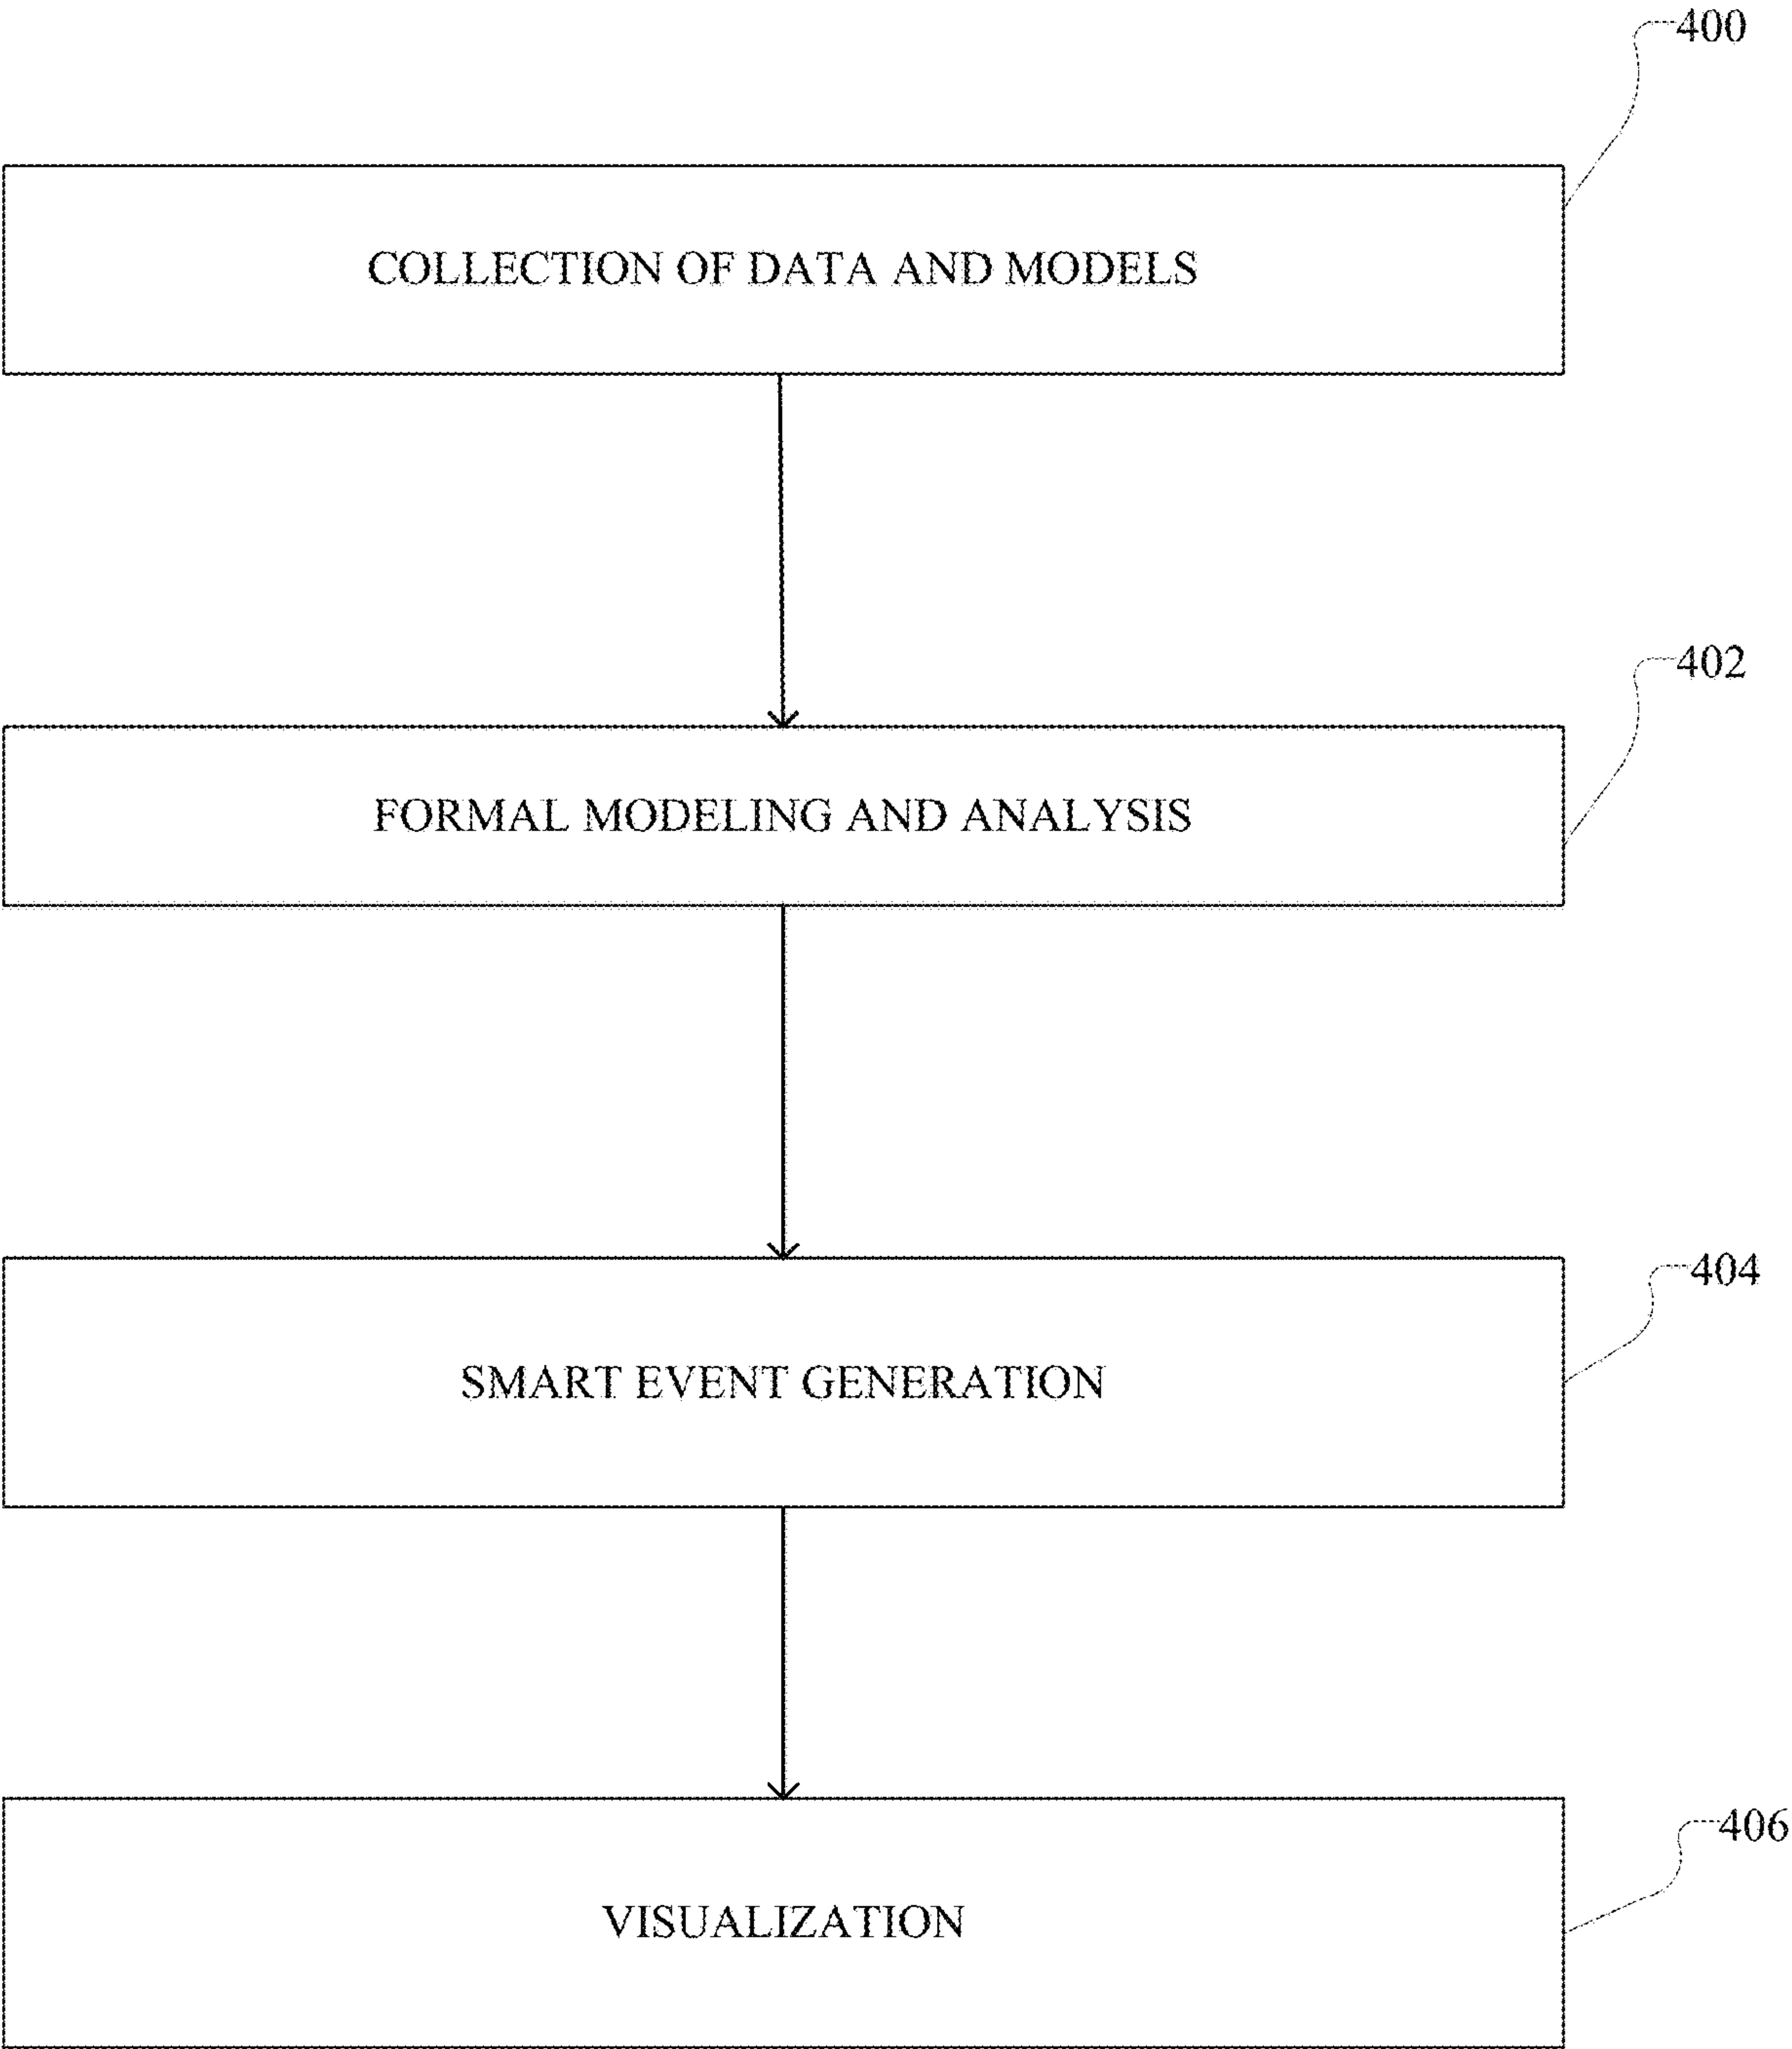 400
COLLECTION OF DATA AND MODELS
402
FORMAL MODELING AND ANALYSIS
404
SMART EVENT GENERATION
406
VISUALIZATION